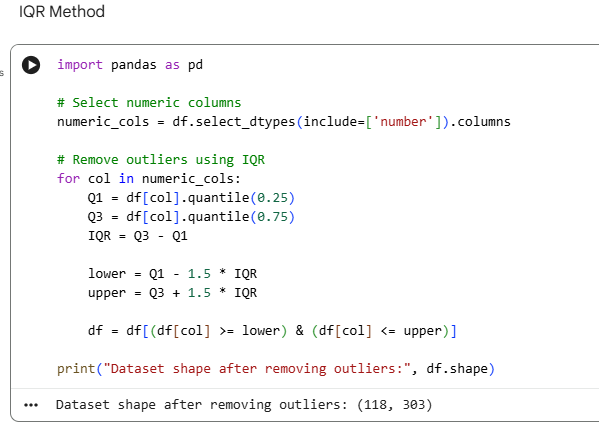 IQR Method
s
import pandas as pd
# Select numeric columns
numeric_cols = df.select_dtypes(include=['number']).columns
# Remove outliers using IQR
for col in numeric_cols:
    Q1 = df[col].quantile(0.25)
    Q3 = df[col].quantile(0.75)
    IQR = Q3 - Q1
    lower = Q1 - 1.5 * IQR
    upper = Q3 + 1.5 * IQR
    df = df[(df[col] >= lower) & (df[col] <= upper)]
print("Dataset shape after removing outliers:", df.shape)
Dataset shape after removing outliers: (118, 303)